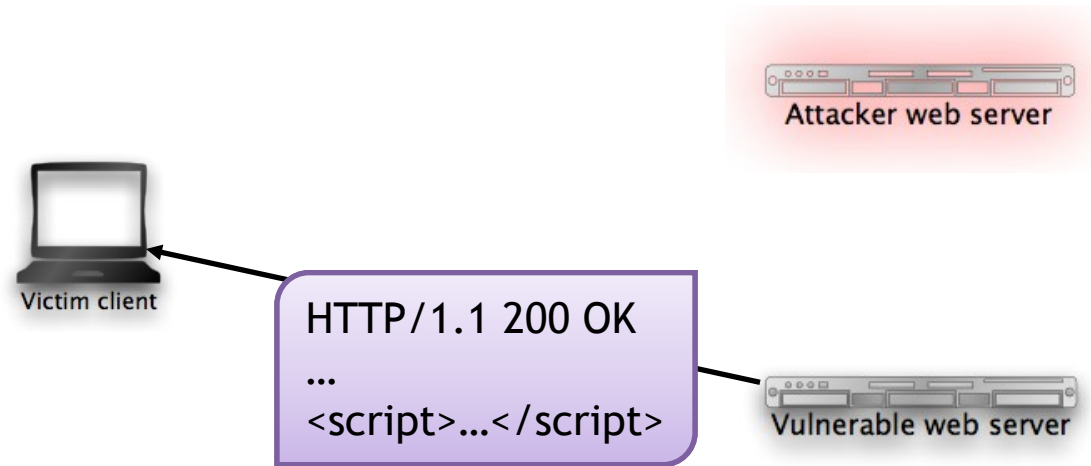 Attacker web server
Victim client
HTTP/1.1 200 OK
…
<script>…</script>
Vulnerable web server